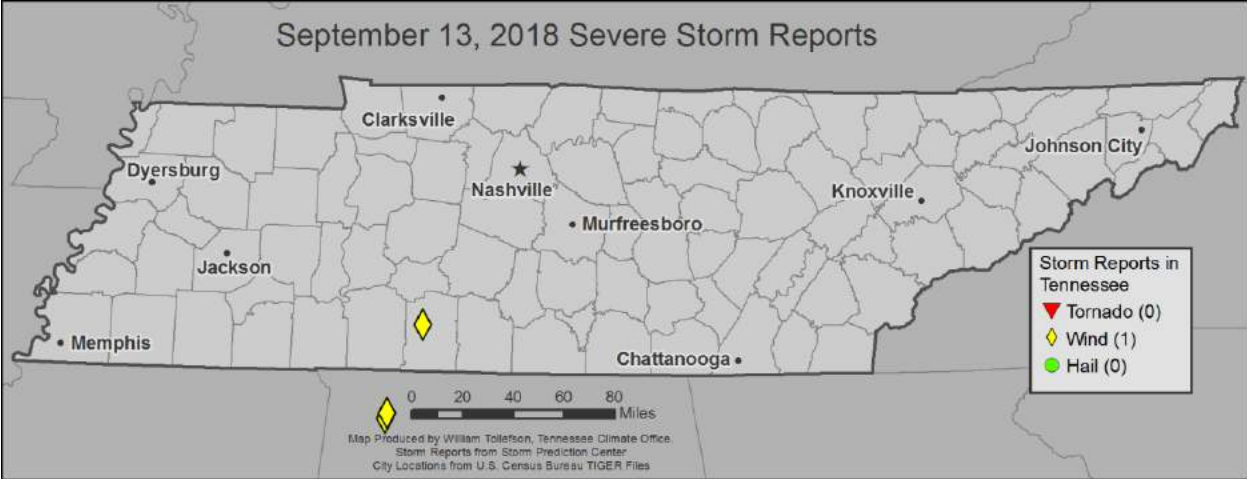 September 13, 2018 Severe Storm Reports
Clarksville
Johnson City
Dyersburg
Nashville
Knoxville
Murfreesboro
Jackson
Storm Reports in
Tennessee
Tornado (0)
Wind (1)
Hail (0)
Memphis
Chattanooga
0 20 40 80
60
Miles
Map Produced by William Tollefson, Tennessee Climate Office.
Storm Reports from Storm Prediction Center
City Locations from U.S. Census Bureau TIGER Files